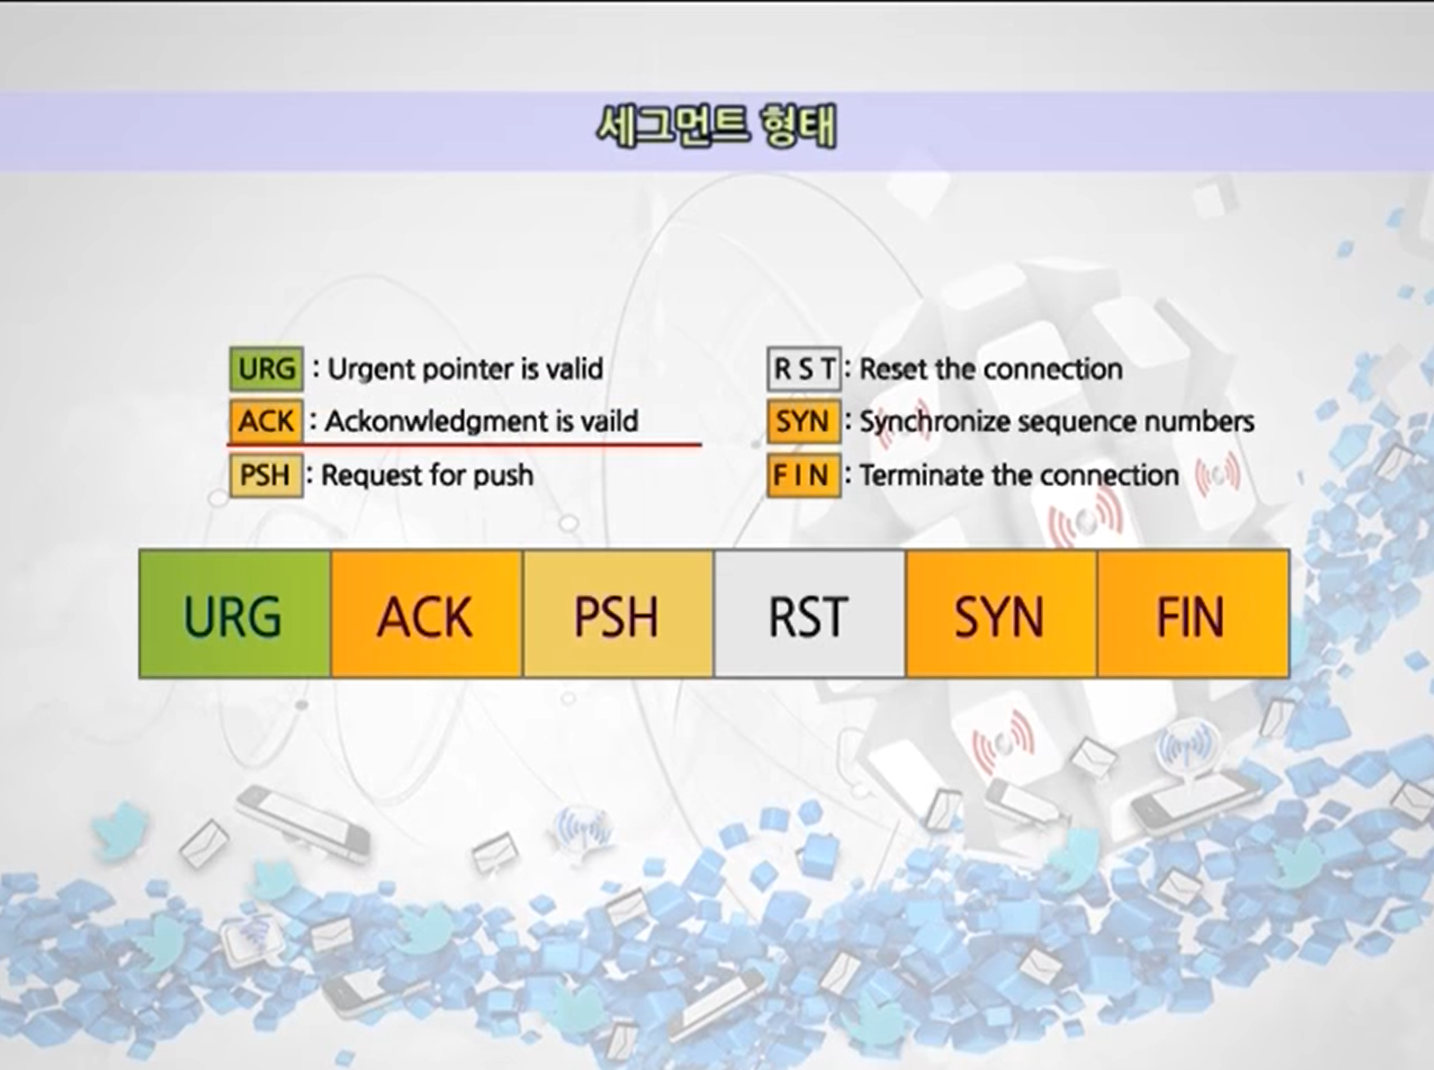 세그먼트 형태
URG : Urgent pointer is valid
ACK : Ackonwledgment is vaild
PSH : Request for push
RST : Reset the connection
SYN : Synchronize sequence numbers
FIN : Terminate the connection
URG ACK PSH RST SYN FIN